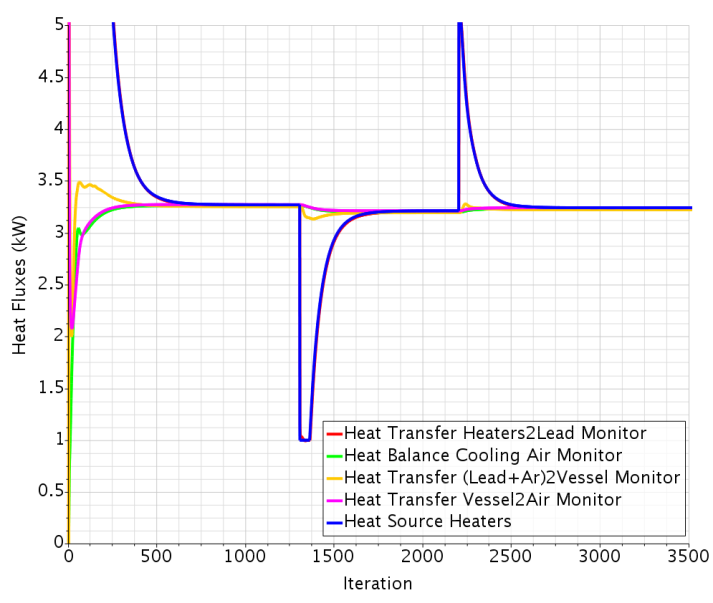 5
4.5
4
3.5
3
2.5
2
1.5
1
0.5
0
Heat Fluxes (kW)
Heat Transfer Heaters2Lead Monitor
Heat Balance Cooling Air Monitor
Heat Transfer (Lead+Ar)2Vessel Monitor
Heat Transfer Vessel2Air Monitor
Heat Source Heaters
0 500 1000 1500 2000 2500 3000 3500
Iteration